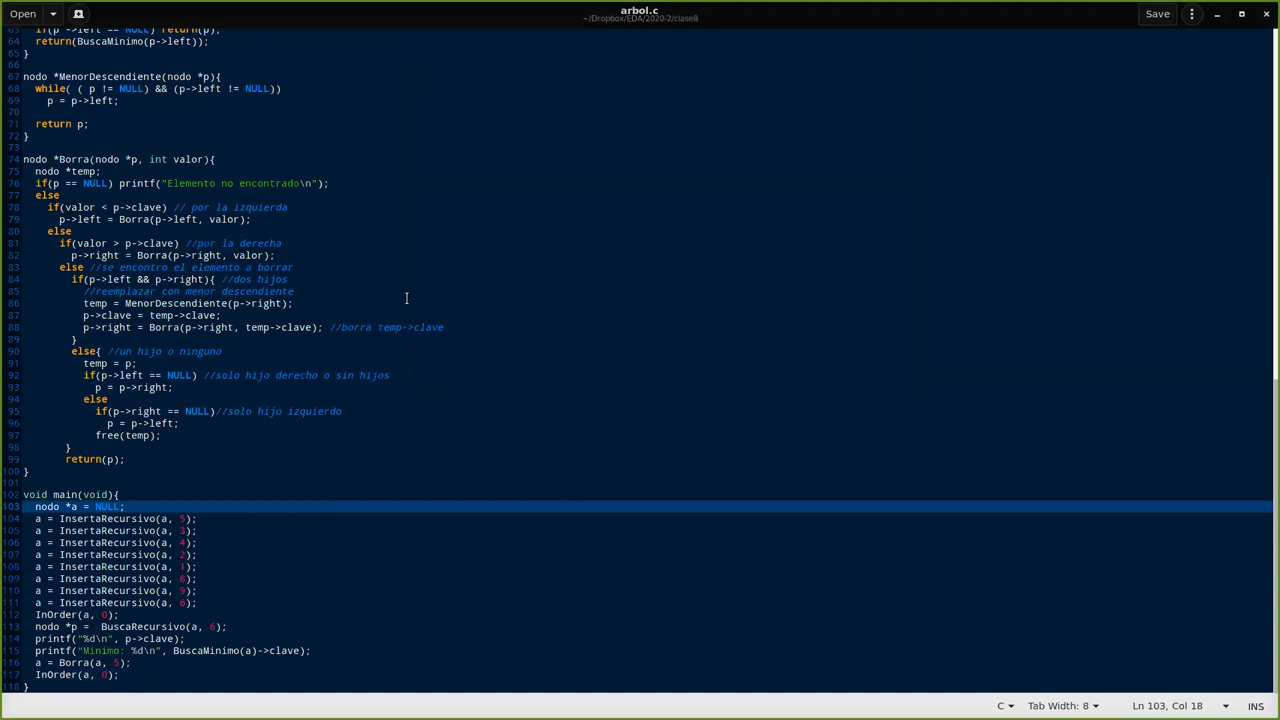 Open
arbol.c
~/Dropbox/EDA/2020-2/clase8
Save
63 if(p ->left == NULL) return(p);
64 return(BuscaMinimo(p->left));
65 }
66
67 nodo *MenorDescendiente(nodo *p){
68 while( ( p != NULL) && (p->left != NULL))
69 p = p->left;
70
71 return p;
72 }
73
74 nodo *Borra(nodo *p, int valor){
75 nodo *temp;
76 if(p == NULL) printf("Elemento no encontrado\n");
77 else
78 if(valor < p->clave) // por la izquierda
79 p->left = Borra(p->left, valor);
80 else
81 if(valor > p->clave) //por la derecha
82 p->right = Borra(p->right, valor);
83 else //se encontro el elemento a borrar
84 if(p->left && p->right){ //dos hijos
85 //reemplazar con menor descendiente
86 temp = MenorDescendiente(p->right);
87 p->clave = temp->clave;
88 p->right = Borra(p->right, temp->clave); //borra temp->clave
89 }
90 else{ //un hijo o ninguno
91 temp = p;
92 if(p->left == NULL) //solo hijo derecho o sin hijos
93 p = p->right;
94 else
95 if(p->right == NULL)//solo hijo izquierdo
96 p = p->left;
97 free(temp);
98 }
99 return(p);
100 }
101
102 void main(void){
103 nodo *a = NULL;
104 a = InsertaRecursivo(a, 5);
105 a = InsertaRecursivo(a, 3);
106 a = InsertaRecursivo(a, 4);
107 a = InsertaRecursivo(a, 2);
108 a = InsertaRecursivo(a, 1);
109 a = InsertaRecursivo(a, 8);
110 a = InsertaRecursivo(a, 9);
111 a = InsertaRecursivo(a, 6);
112 InOrder(a, 0);
113 nodo *p =  BuscaRecursivo(a, 6);
114 printf("%d\n", p->clave);
115 printf("Minimo: %d\n", BuscaMinimo(a)->clave);
116 a = Borra(a, 5);
117 InOrder(a, 0);
118 }
C
Tab Width: 8
Ln 103, Col 18
INS